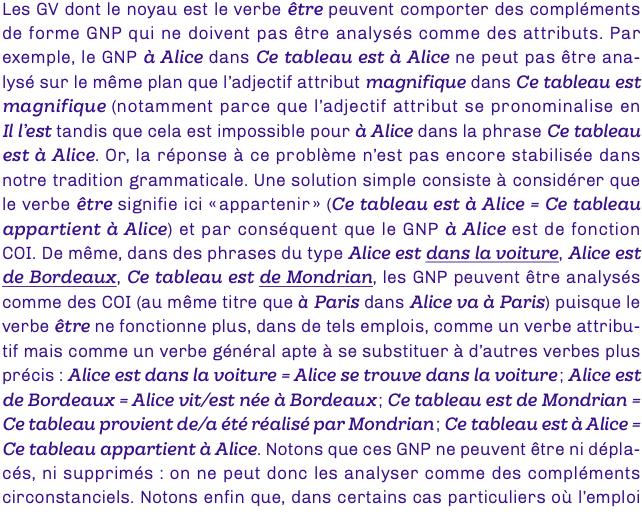 Les GV dont le noyau est le verbe être peuvent comporter des compléments
de forme GNP qui ne doivent pas être analysés comme des attributs. Par
exemple, le GNP à Alice dans Ce tableau est à Alice ne peut pas être ana-
lysé sur le même plan que l'adjectif attribut magnifique dans Ce tableau est
magnifique (notamment parce que l'adjectif attribut se pronominalise en
Il l'est tandis que cela est impossible pour à Alice dans la phrase Ce tableau
est à Alice. Or, la réponse à ce problème n'est pas encore stabilisée dans
notre tradition grammaticale. Une solution simple consiste à considérer que
le verbe être signifie ici «appartenir» (Ce tableau est à Alice = Ce tableau
appartient à Alice) et par conséquent que le GNP à Alice est de fonction
COI. De même, dans des phrases du type Alice est dans la voiture, Alice est
de Bordeaux, Ce tableau est de Mondrian, les GNP peuvent être analysés
comme des COI (au même titre que à Paris dans Alice va à Paris) puisque le
verbe être ne fonctionne plus, dans de tels emplois, comme un verbe attribu-
tif mais comme un verbe général apte à se substituer à d'autres verbes plus
précis : Alice est dans la voiture = Alice se trouve dans la voiture; Alice est
de Bordeaux = Alice vit/est née à Bordeaux; Ce tableau est de Mondrian =
Ce tableau provient de/a été réalisé par Mondrian; Ce tableau est à Alice =
Ce tableau appartient à Alice. Notons que ces GNP ne peuvent être ni dépla-
cés, ni supprimés : on ne peut donc les analyser comme des compléments
circonstanciels. Notons enfin que, dans certains cas particuliers où l'emploi